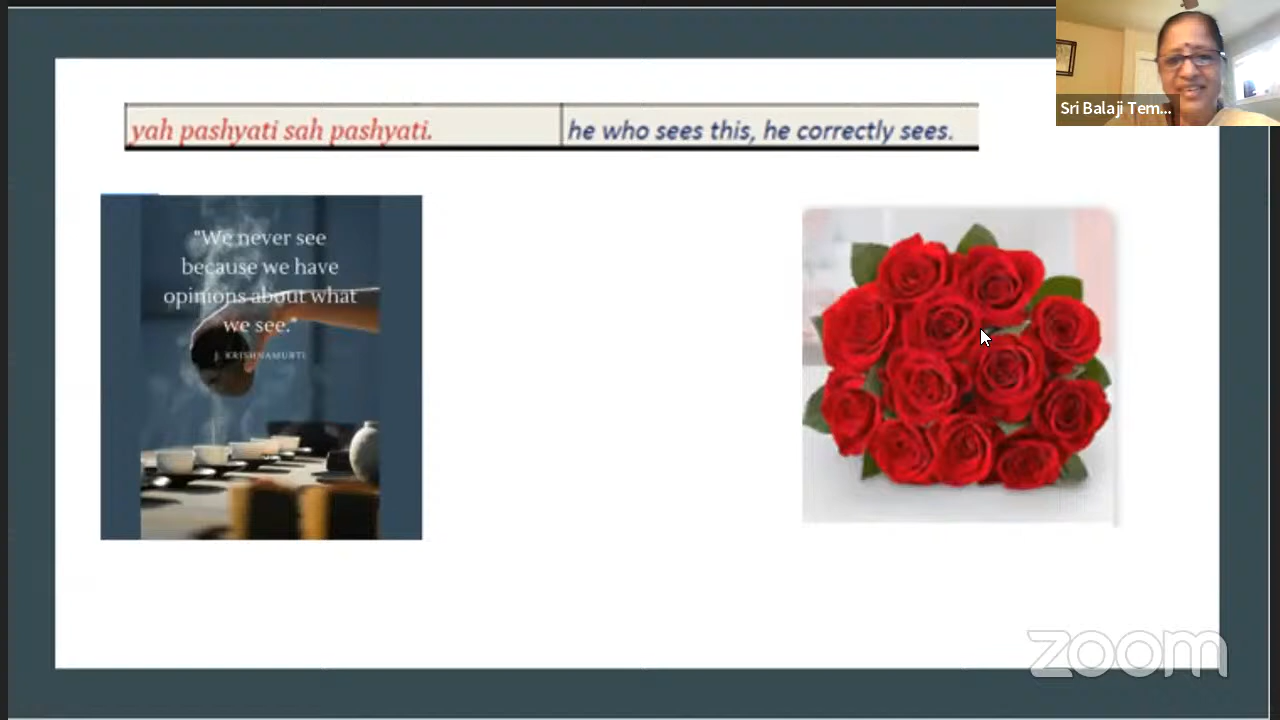 Sri Balaji Tem...
yah pashyati sah pashyati.
he who sees this, he correctly sees.
"We never see
because we have
opinions about what
we see."
J. KRISHNAMURTI
zoom